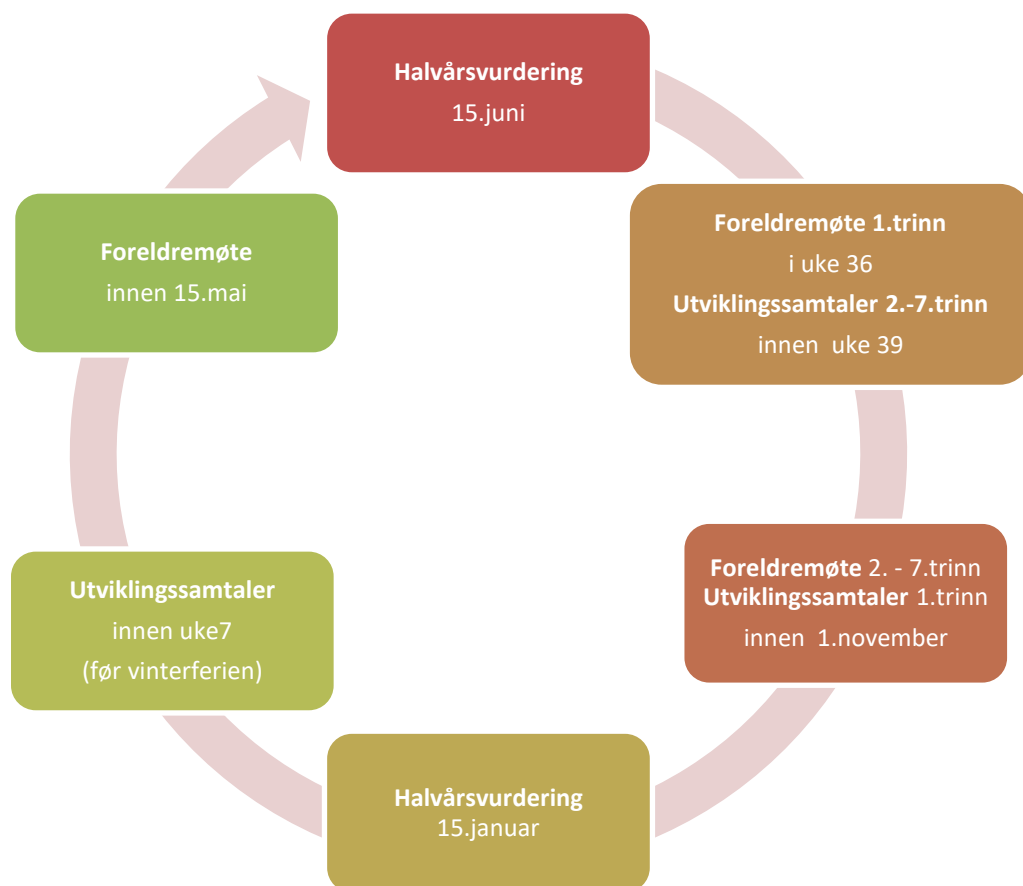 Halvårsvurdering
15.juni
Foreldremøte 1.trinn
i uke 36
Utviklingssamtaler 2.-7.trinn
innen  uke 39
Foreldremøte 2. - 7.trinn
Utviklingssamtaler 1.trinn
innen  1.november
Halvårsvurdering
15.januar
Utviklingssamtaler
innen uke7
(før vinterferien)
Foreldremøte
innen 15.mai